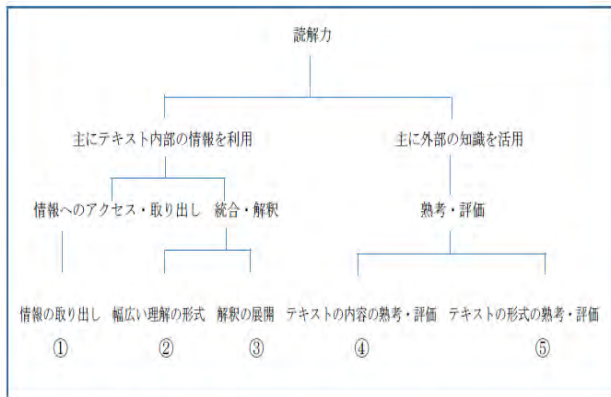 読解力
主にテキスト内部の情報を利用 主に外部の知識を活用
情報へのアクセス・取り出し 統合・解釈 熟考・評価
情報の取り出し 幅広い理解の形式 解釈の展開 テキストの内容の熟考・評価 テキストの形式の熟考・評価
① ② ③ ④ ⑤